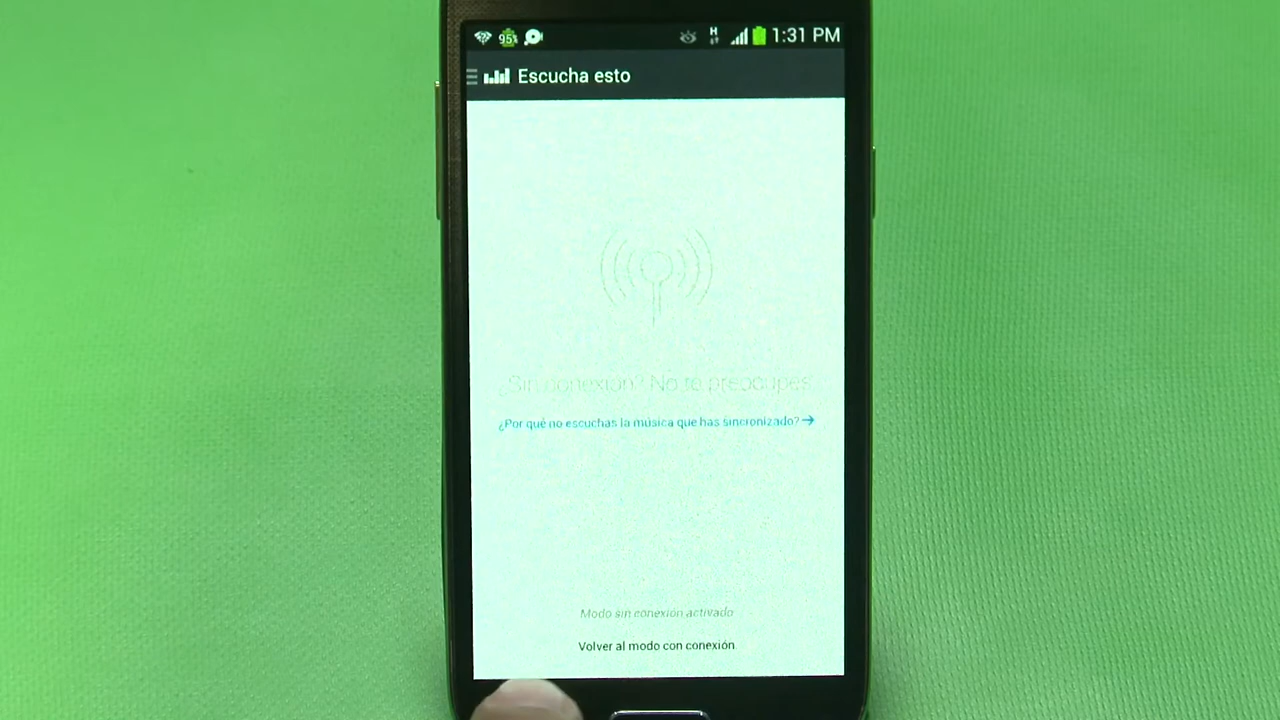 95% 1:31 PM
Escucha esto
¿Sin conexión? No te preocupes
¿Por qué no escuchas la música que has sincronizado? →
Modo sin conexión activado
Volver al modo con conexión.